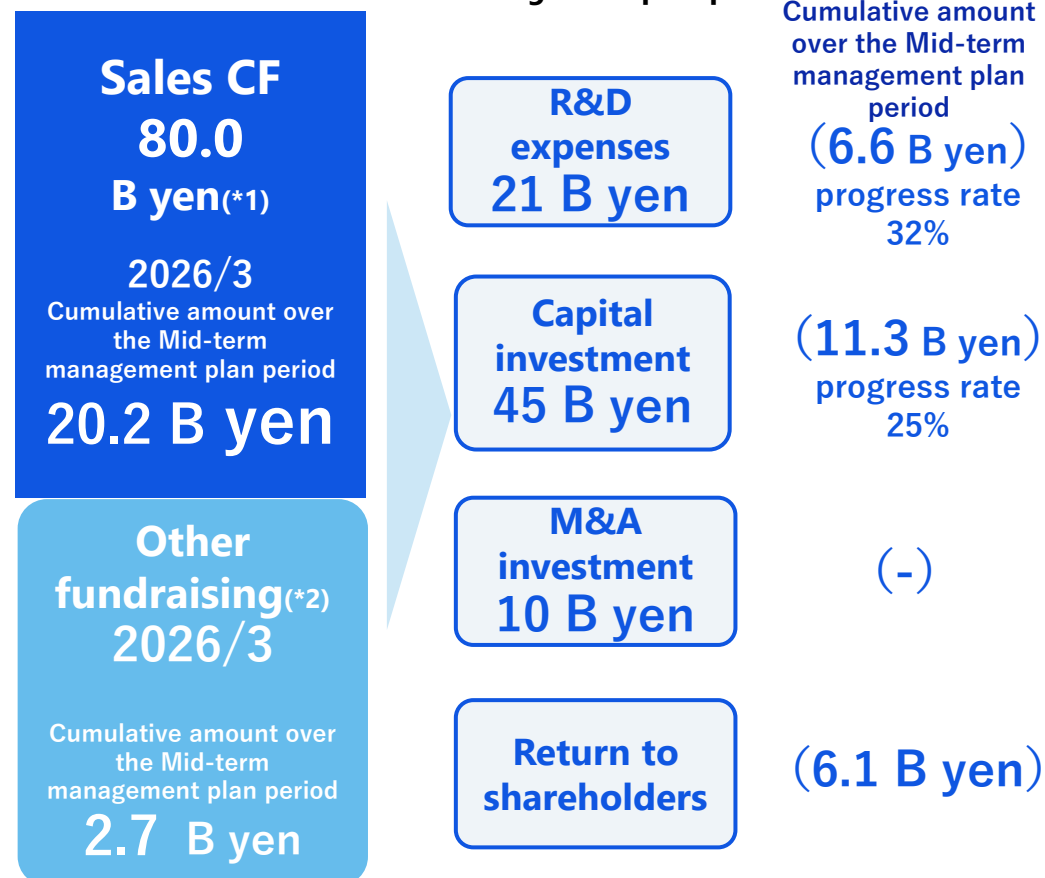 Cumulative amount
over the Mid-term
management plan
period
Sales CF
80.0
B yen(*1)
2026/3
Cumulative amount over
the Mid-term
management plan period
20.2 B yen
Other
fundraising(*2)
2026/3
Cumulative amount over
the Mid-term
management plan period
2.7 B yen
R&D
expenses
21 B yen
(6.6 B yen)
progress rate
32%
Capital
investment
45 B yen
(11.3 B yen)
progress rate
25%
M&A
investment
10 B yen
(-)
Return to
shareholders
(6.1 B yen)